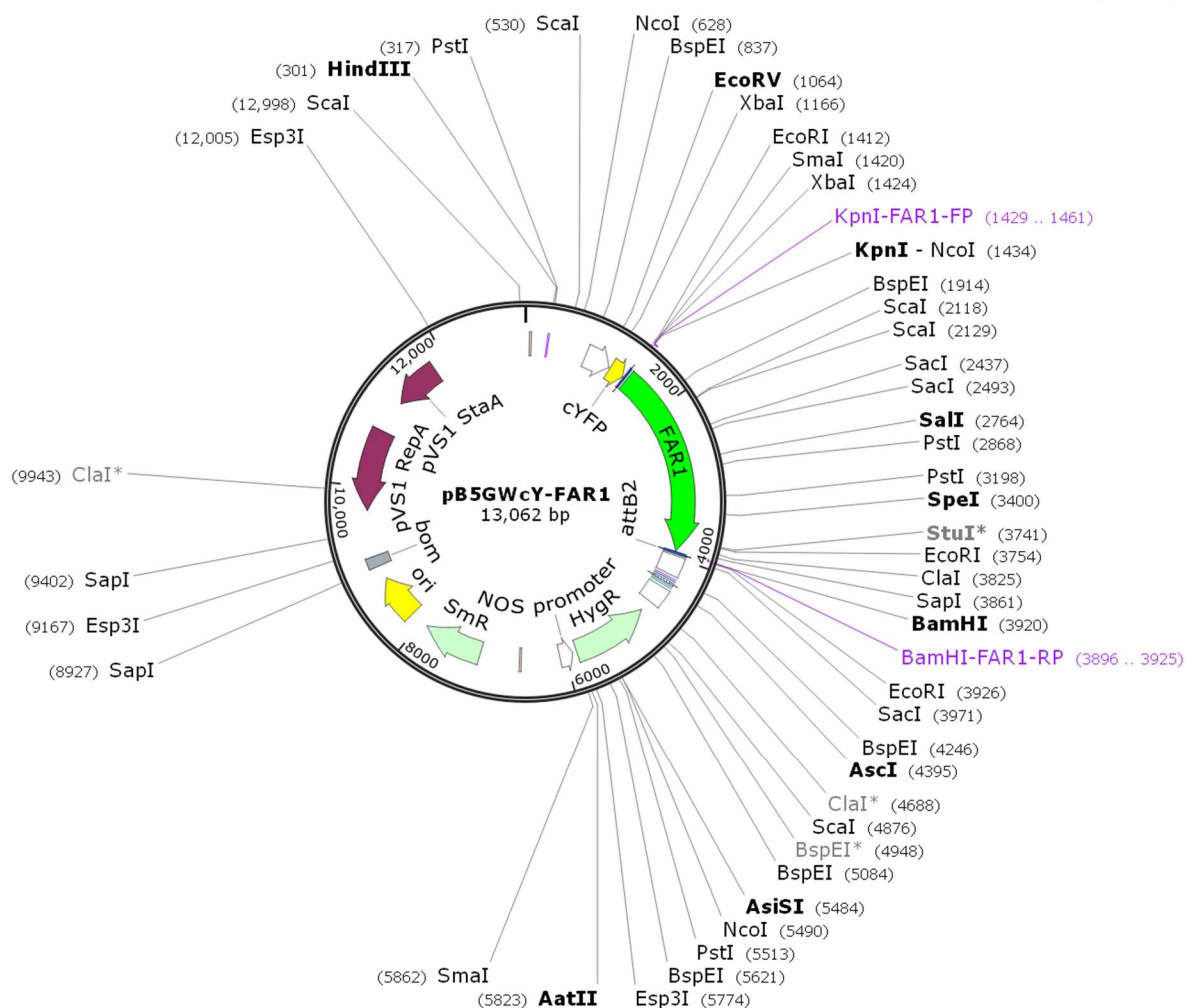 (530) ScaI
NcoI (628)
(317) PstI
BspEI (837)
(301) HindIII
EcoRV (1064)
(12,998) ScaI
XbaI (1166)
(12,005) Esp3I
EcoRI (1412)
SmaI (1420)
XbaI (1424)
KpnI-FAR1-FP (1429 .. 1461)
KpnI - NcoI (1434)
BspEI (1914)
ScaI (2118)
ScaI (2129)
SacI (2437)
SacI (2493)
SalI (2764)
PstI (2868)
PstI (3198)
SpeI (3400)
StuI* (3741)
EcoRI (3754)
ClaI (3825)
SapI (3861)
BamHI (3920)
BamHI-FAR1-RP (3896 .. 3925)
EcoRI (3926)
SacI (3971)
BspEI (4246)
AscI (4395)
ClaI* (4688)
ScaI (4876)
BspEI* (4948)
BspEI (5084)
AsiSI (5484)
NcoI (5490)
PstI (5513)
BspEI (5621)
Esp3I (5774)
(5823) AatII
(5862) SmaI
(8927) SapI
(9167) Esp3I
(9402) SapI
(9943) ClaI*
2000
4000
6000
8000
10,000
12,000
cYFP
FAR1
attB2
HygR
NOS promoter
SmR
ori
bom
pVS1 RepA
pVS1 StaA
pB5GWcY-FAR1
13,062 bp